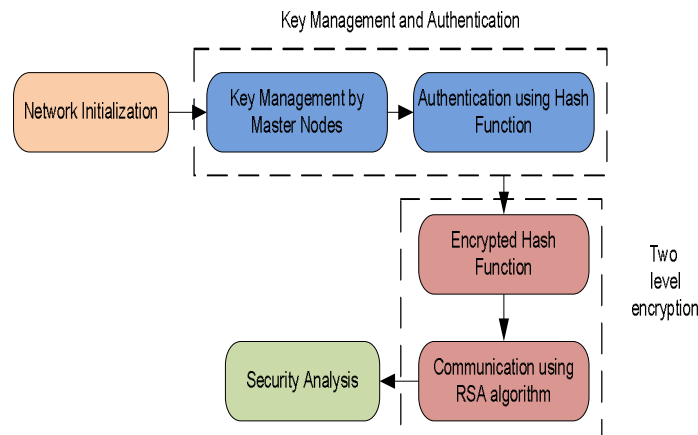 Key Management and Authentication
Network Initialization
Key Management by
Master Nodes
Authentication using Hash
Function
Encrypted Hash
Function
Two
level
encryption
Communication using
RSA algorithm
Security Analysis